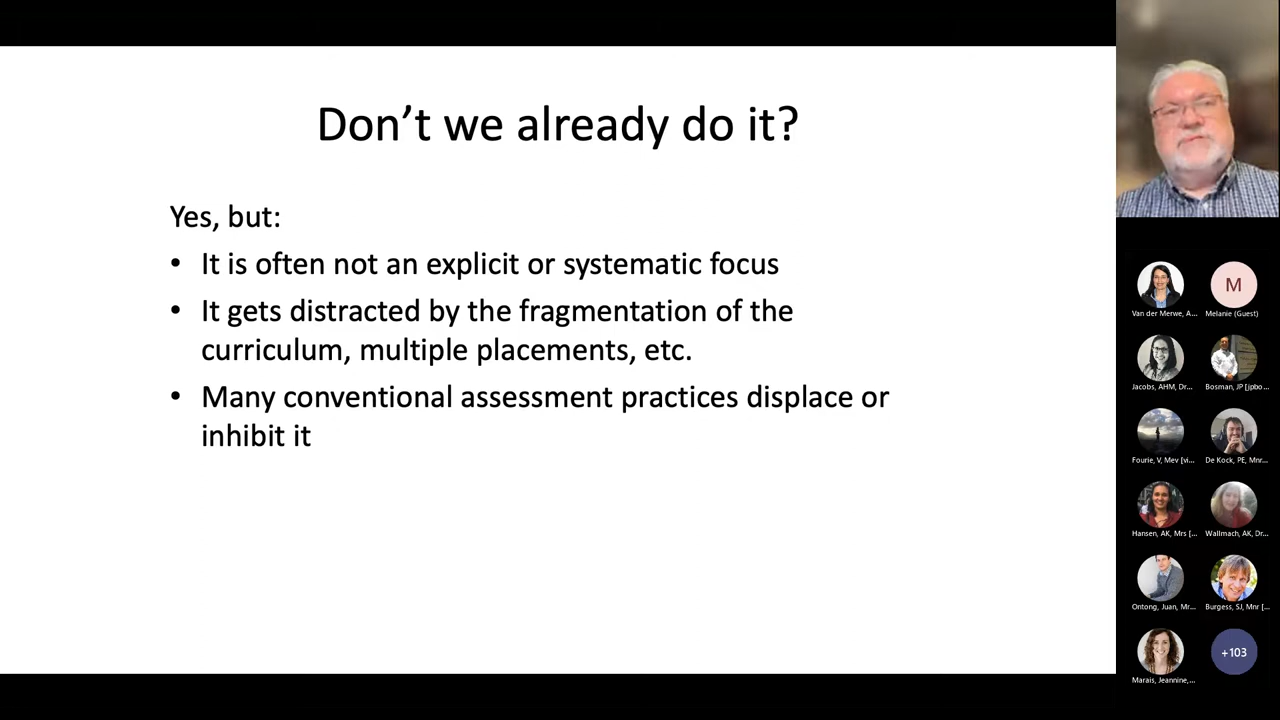 Don't we already do it?
Yes, but:
• It is often not an explicit or systematic focus
• It gets distracted by the fragmentation of the
curriculum, multiple placements, etc.
• Many conventional assessment practices displace or
inhibit it
M
Van der Merwe, A...
Melanie (Guest)
Jacobs, AHM, Dr...
Bosman, JP [jpbo...
Fourie, V, Mev [vi...
De Kock, PE, Mnr...
Hansen, AK, Mrs [...
Wallmach, AK, Dr...
Ontong, Juan, Mr...
Burgess, SJ, Mnr [...
+103
Marais, Jeannine,...